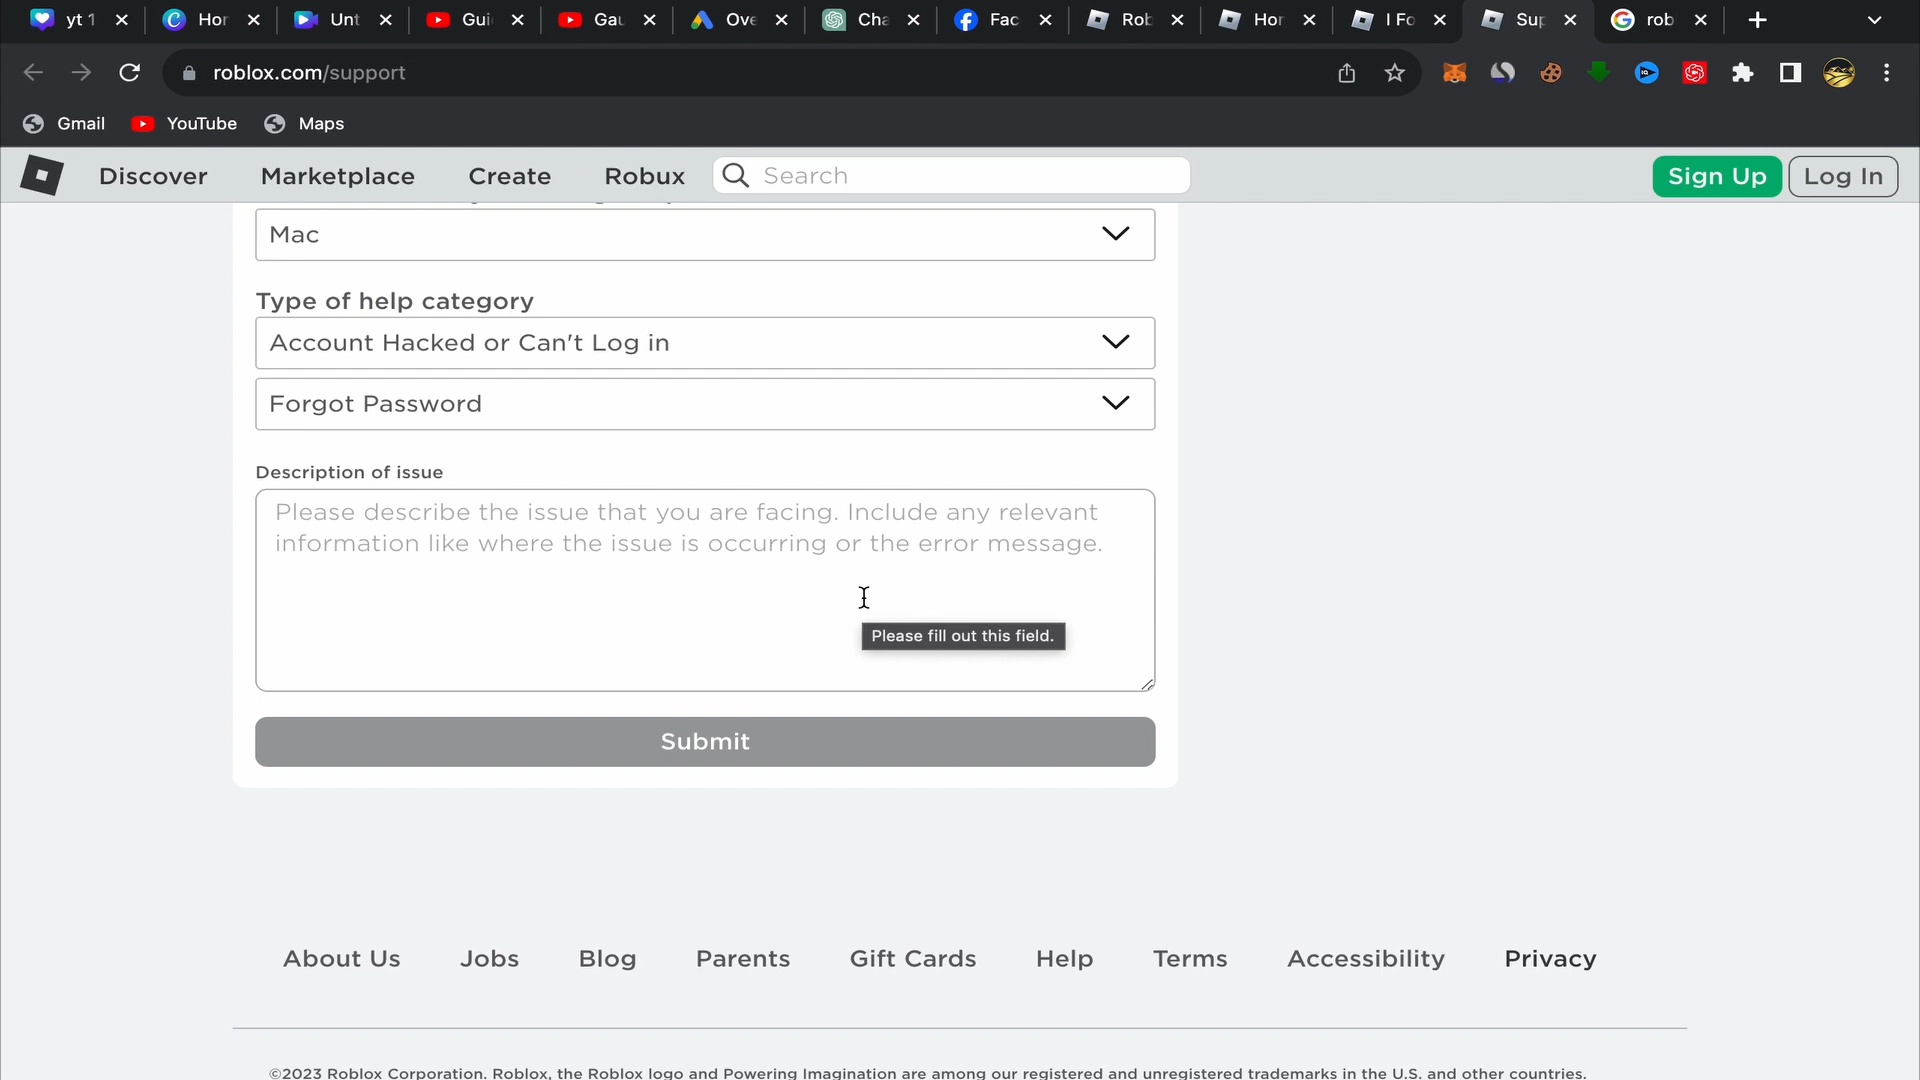 yt 1
Hor
Unt
Gui
Gau
Ove
Cha
Fac
Rob
Hor
I Fo
Sup
rob
roblox.com/support
Gmail
YouTube
Maps
Discover
Marketplace
Create
Robux
Search
Sign Up
Log In
Mac
Type of help category
Account Hacked or Can't Log in
Forgot Password
Description of issue
Please describe the issue that you are facing. Include any relevant
information like where the issue is occurring or the error message.
Please fill out this field.
Submit
About Us
Jobs
Blog
Parents
Gift Cards
Help
Terms
Accessibility
Privacy
©2023 Roblox Corporation. Roblox, the Roblox logo and Powering Imagination are among our registered and unregistered trademarks in the U.S. and other countries.